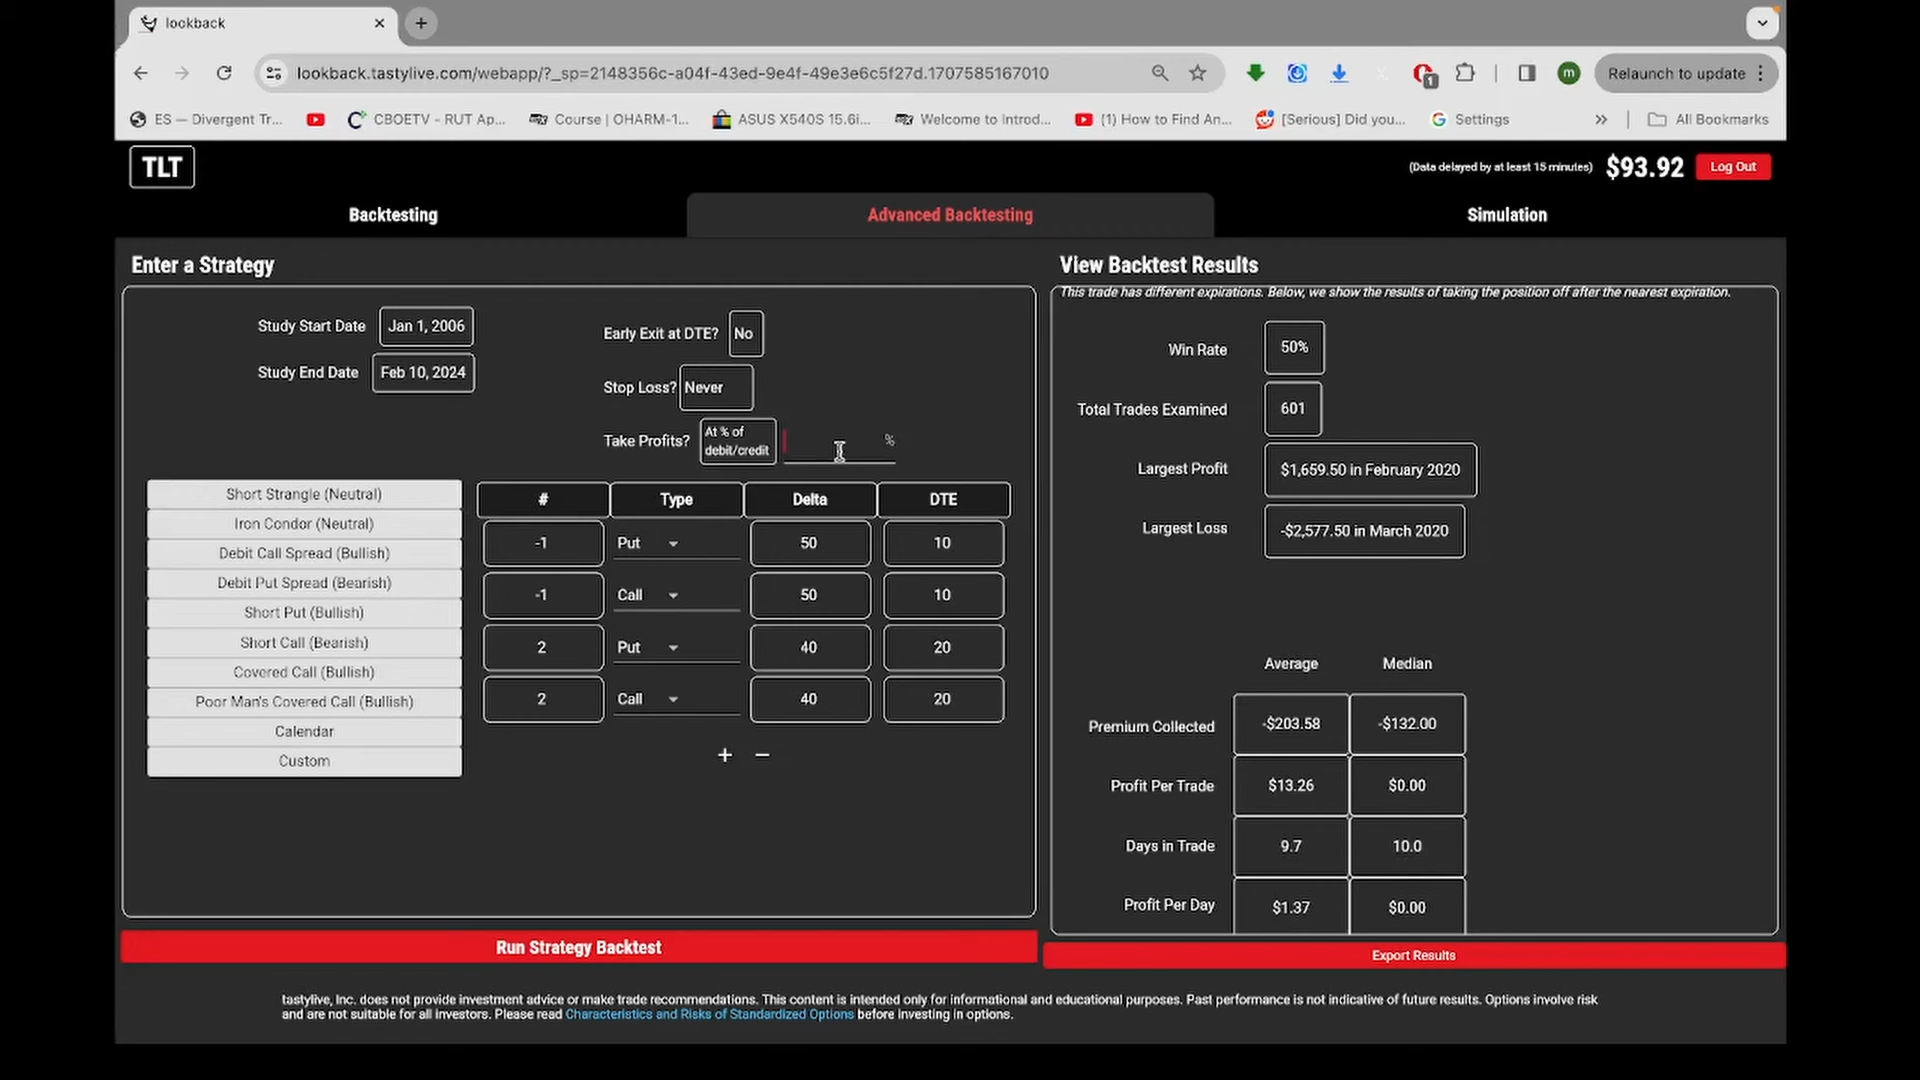 lookback
lookback.tastylive.com/webapp/?_sp=2148356c-a04f-43ed-9e4f-49e3e6c5f27d.1707585167010
1
m
Relaunch to update
ES — Divergent Tr...
CBOETV - RUT Ap...
Course | OHARM-1...
ASUS X540S 15.6i...
Welcome to Introd...
(1) How to Find An...
[Serious] Did you...
Settings
All Bookmarks
TLT
(Data delayed by at least 15 minutes)
$93.92
Log Out
Backtesting
Advanced Backtesting
Simulation
Enter a Strategy
Study Start Date Jan 1, 2006
Study End Date Feb 10, 2024
Early Exit at DTE? No
Stop Loss? Never
Take Profits? At % of
debit/credit %
Short Strangle (Neutral)
Iron Condor (Neutral)
Debit Call Spread (Bullish)
Debit Put Spread (Bearish)
Short Put (Bullish)
Short Call (Bearish)
Covered Call (Bullish)
Poor Man's Covered Call (Bullish)
Calendar
Custom
# Type Delta DTE
-1 Put 50 10
-1 Call 50 10
2 Put 40 20
2 Call 40 20
+ −
Run Strategy Backtest
View Backtest Results
This trade has different expirations. Below, we show the results of taking the position off after the nearest expiration.
Win Rate 50%
Total Trades Examined 601
Largest Profit $1,659.50 in February 2020
Largest Loss -$2,577.50 in March 2020
Average Median
Premium Collected -$203.58 -$132.00
Profit Per Trade $13.26 $0.00
Days in Trade 9.7 10.0
Profit Per Day $1.37 $0.00
Export Results
tastylive, Inc. does not provide investment advice or make trade recommendations. This content is intended only for informational and educational purposes. Past performance is not indicative of future results. Options involve risk
and are not suitable for all investors. Please read Characteristics and Risks of Standardized Options before investing in options.